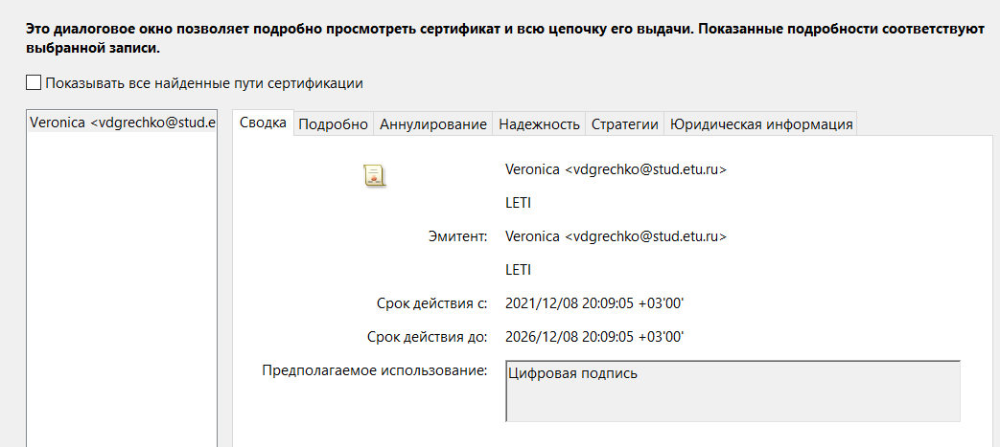 Это диалоговое окно позволяет подробно просмотреть сертификат и всю цепочку его выдачи. Показанные подробности соответствуют
выбранной записи.
Показывать все найденные пути сертификации
Veronica <vdgrechko@stud.e
Сводка Подробно Аннулирование Надежность Стратегии Юридическая информация
Veronica <vdgrechko@stud.etu.ru>
LETI
Эмитент: Veronica <vdgrechko@stud.etu.ru>
LETI
Срок действия с: 2021/12/08 20:09:05 +03'00'
Срок действия до: 2026/12/08 20:09:05 +03'00'
Предполагаемое использование: Цифровая подпись